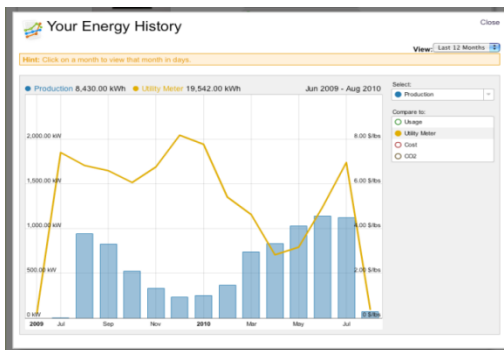 Your Energy History
Close
View: Last 12 Months
Hint: Click on a month to view that month in days.
Production 8,430.00 kWh Utility Meter 19,542.00 kWh Jun 2009 - Aug 2010
Select:
Production
Compare to:
Usage
Utility Meter
Cost
CO2
2,000.00 kW 8.00 $/lbs
1,500.00 kW 6.00 $/lbs
1,000.00 kW 4.00 $/lbs
500.00 kW 2.00 $/lbs
0 kW 0 $/lbs
2009 Jul Sep Nov 2010 Mar May Jul